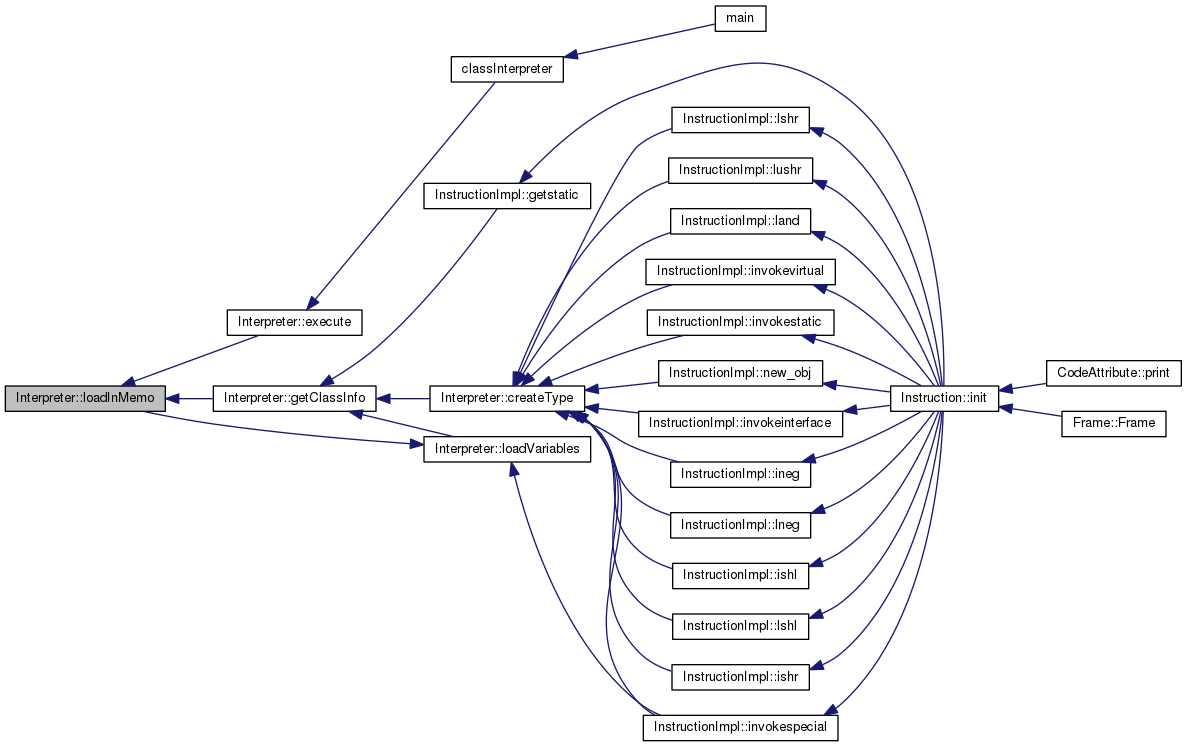 main
classInterpreter
InstructionImpl::lshr
InstructionImpl::lushr
InstructionImpl::getstatic
InstructionImpl::land
InstructionImpl::invokevirtual
Interpreter::execute
InstructionImpl::invokestatic
InstructionImpl::new_obj
CodeAttribute::print
Interpreter::loadInMemo
Interpreter::getClassInfo
Interpreter::createType
Instruction::init
InstructionImpl::invokeinterface
Frame::Frame
Interpreter::loadVariables
InstructionImpl::ineg
InstructionImpl::lneg
InstructionImpl::ishl
InstructionImpl::lshl
InstructionImpl::ishr
InstructionImpl::invokespecial